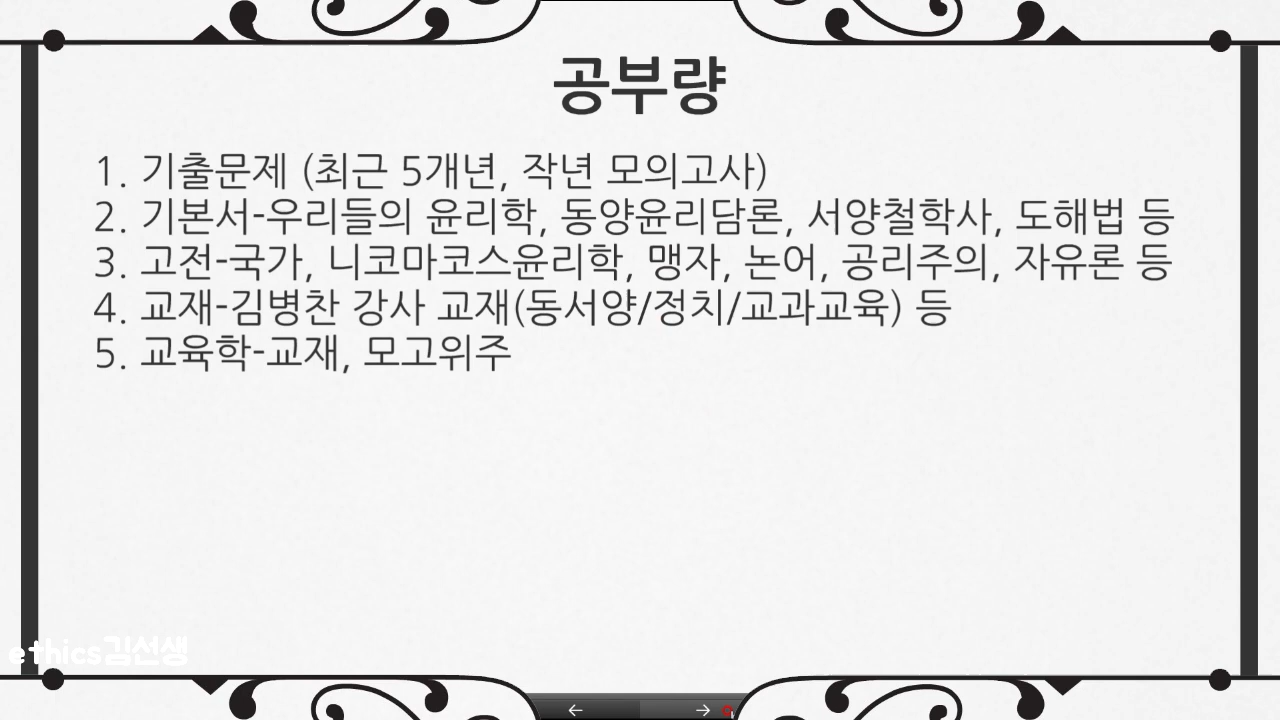 공부량
1. 기출문제 (최근 5개년, 작년 모의고사)
2. 기본서-우리들의 윤리학, 동양윤리담론, 서양철학사, 도해법 등
3. 고전-국가, 니코마코스윤리학, 맹자, 논어, 공리주의, 자유론 등
4. 교재-김병찬 강사 교재(동서양/정치/교과교육) 등
5. 교육학-교재, 모고위주
ethics김선생